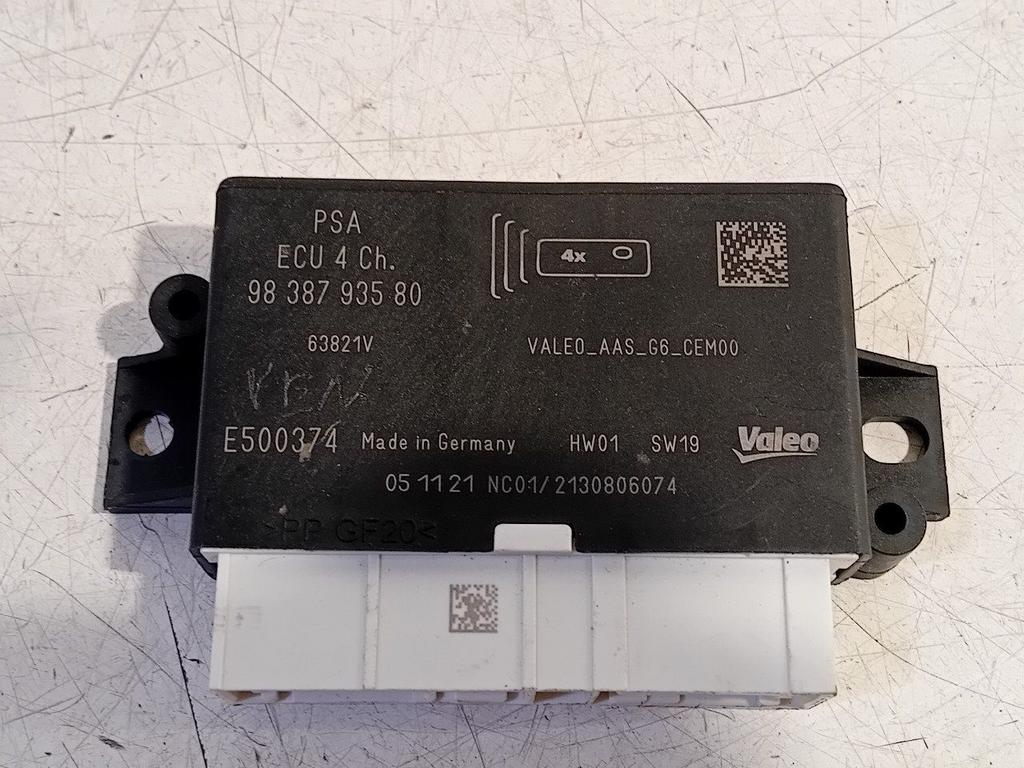 PSA
ECU 4 Ch.
98 387 935 80
4x
63821V
VALEO_AAS_G6_CEM00
VEN
E500374 Made in Germany HW01 SW19 Valeo
05 11 21 NC01/2130806074
>PP GF20<